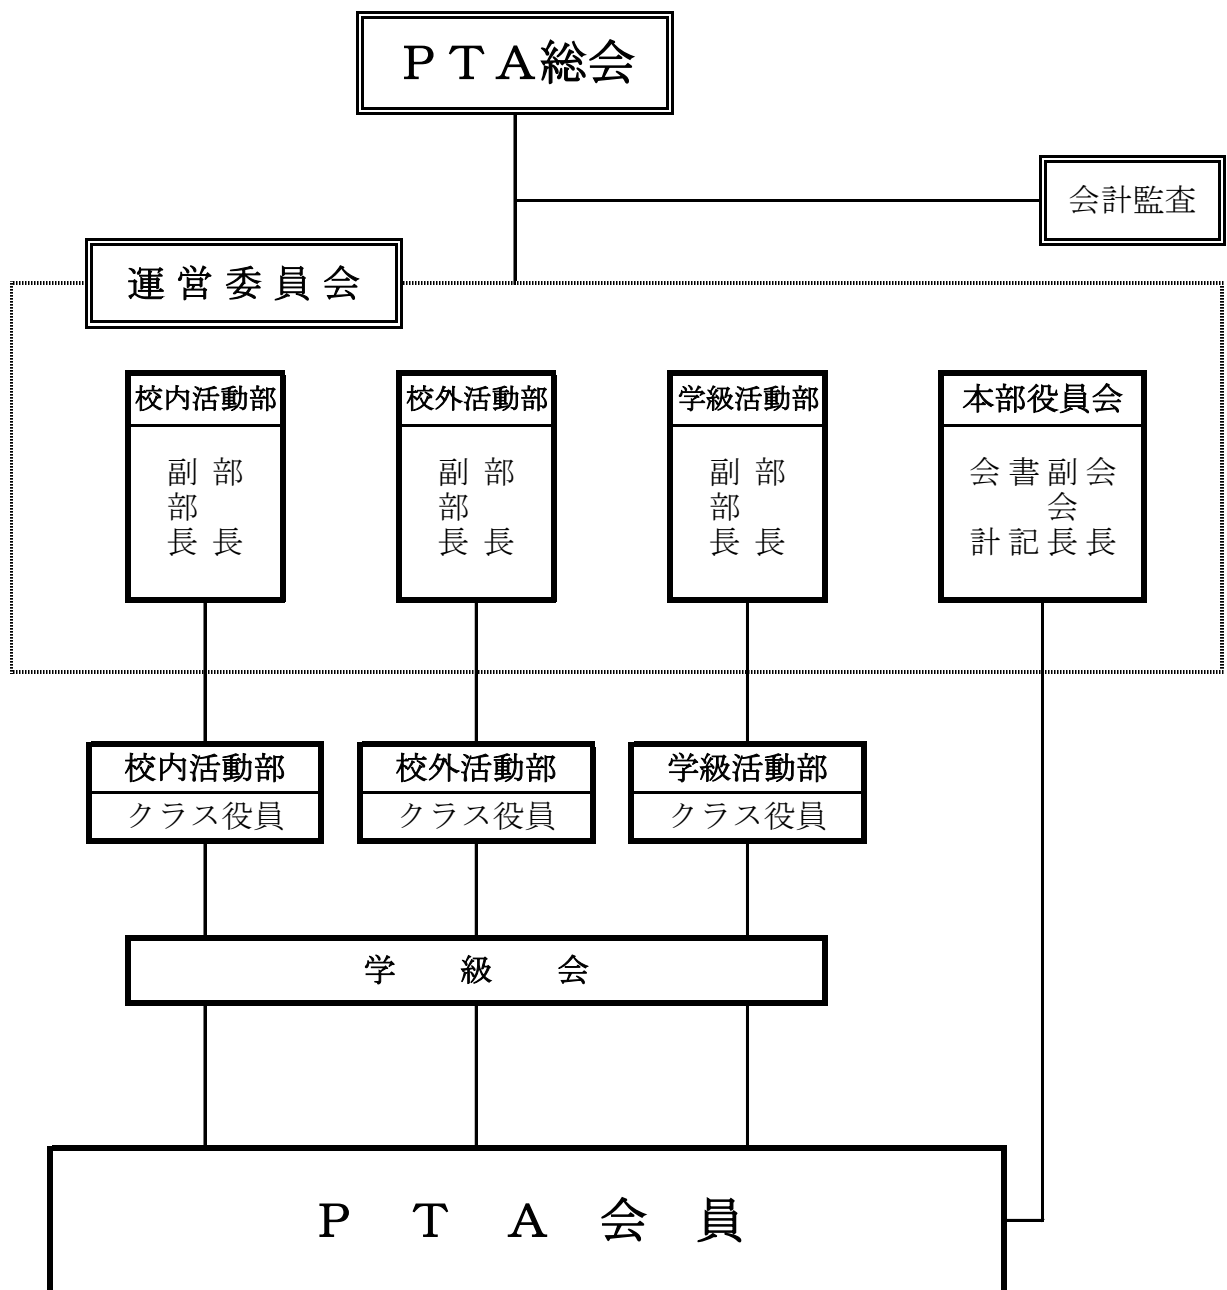 ＰＴＡ総会
会計監査
運営委員会
校内活動部
部長
副部長
校外活動部
部長
副部長
学級活動部
部長
副部長
本部役員会
会長
副会長
書記
会計
校内活動部
クラス役員
校外活動部
クラス役員
学級活動部
クラス役員
学級会
ＰＴＡ会員